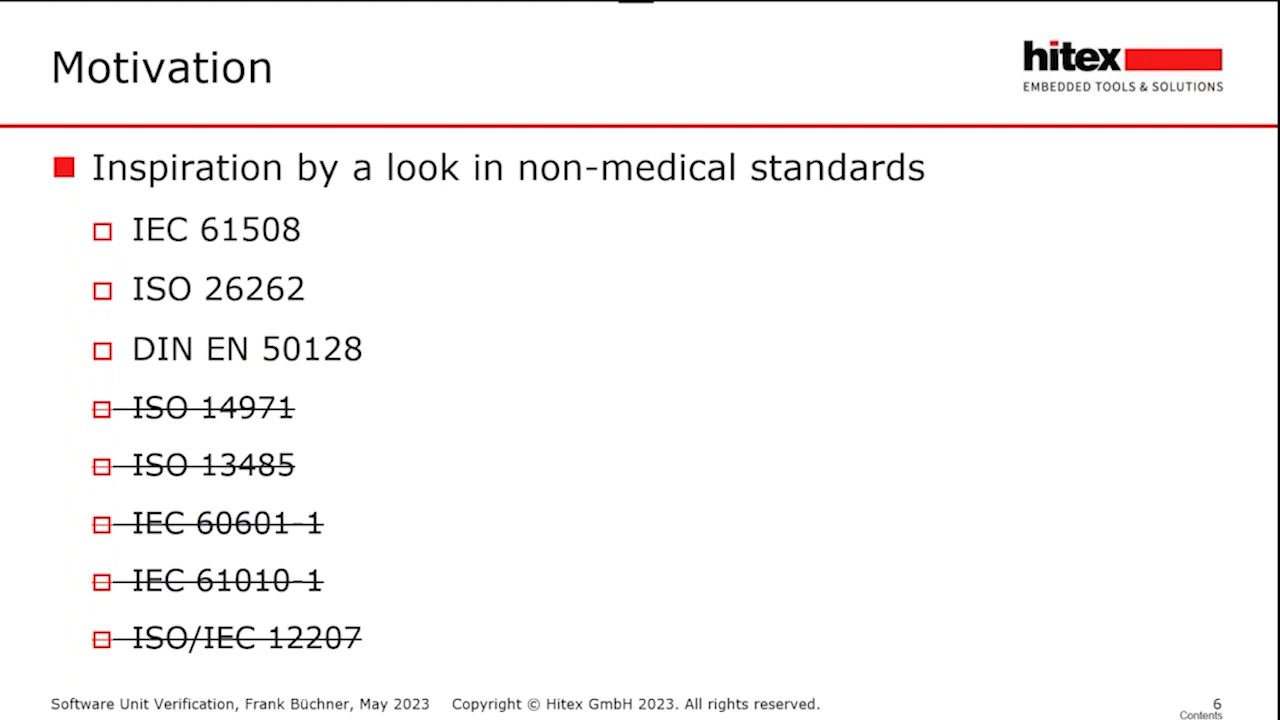 Motivation
hitex
EMBEDDED TOOLS & SOLUTIONS
Inspiration by a look in non-medical standards
IEC 61508
ISO 26262
DIN EN 50128
ISO 14971
ISO 13485
IEC 60601-1
IEC 61010-1
ISO/IEC 12207
Software Unit Verification, Frank Büchner, May 2023 Copyright © Hitex GmbH 2023. All rights reserved.
6
Contents